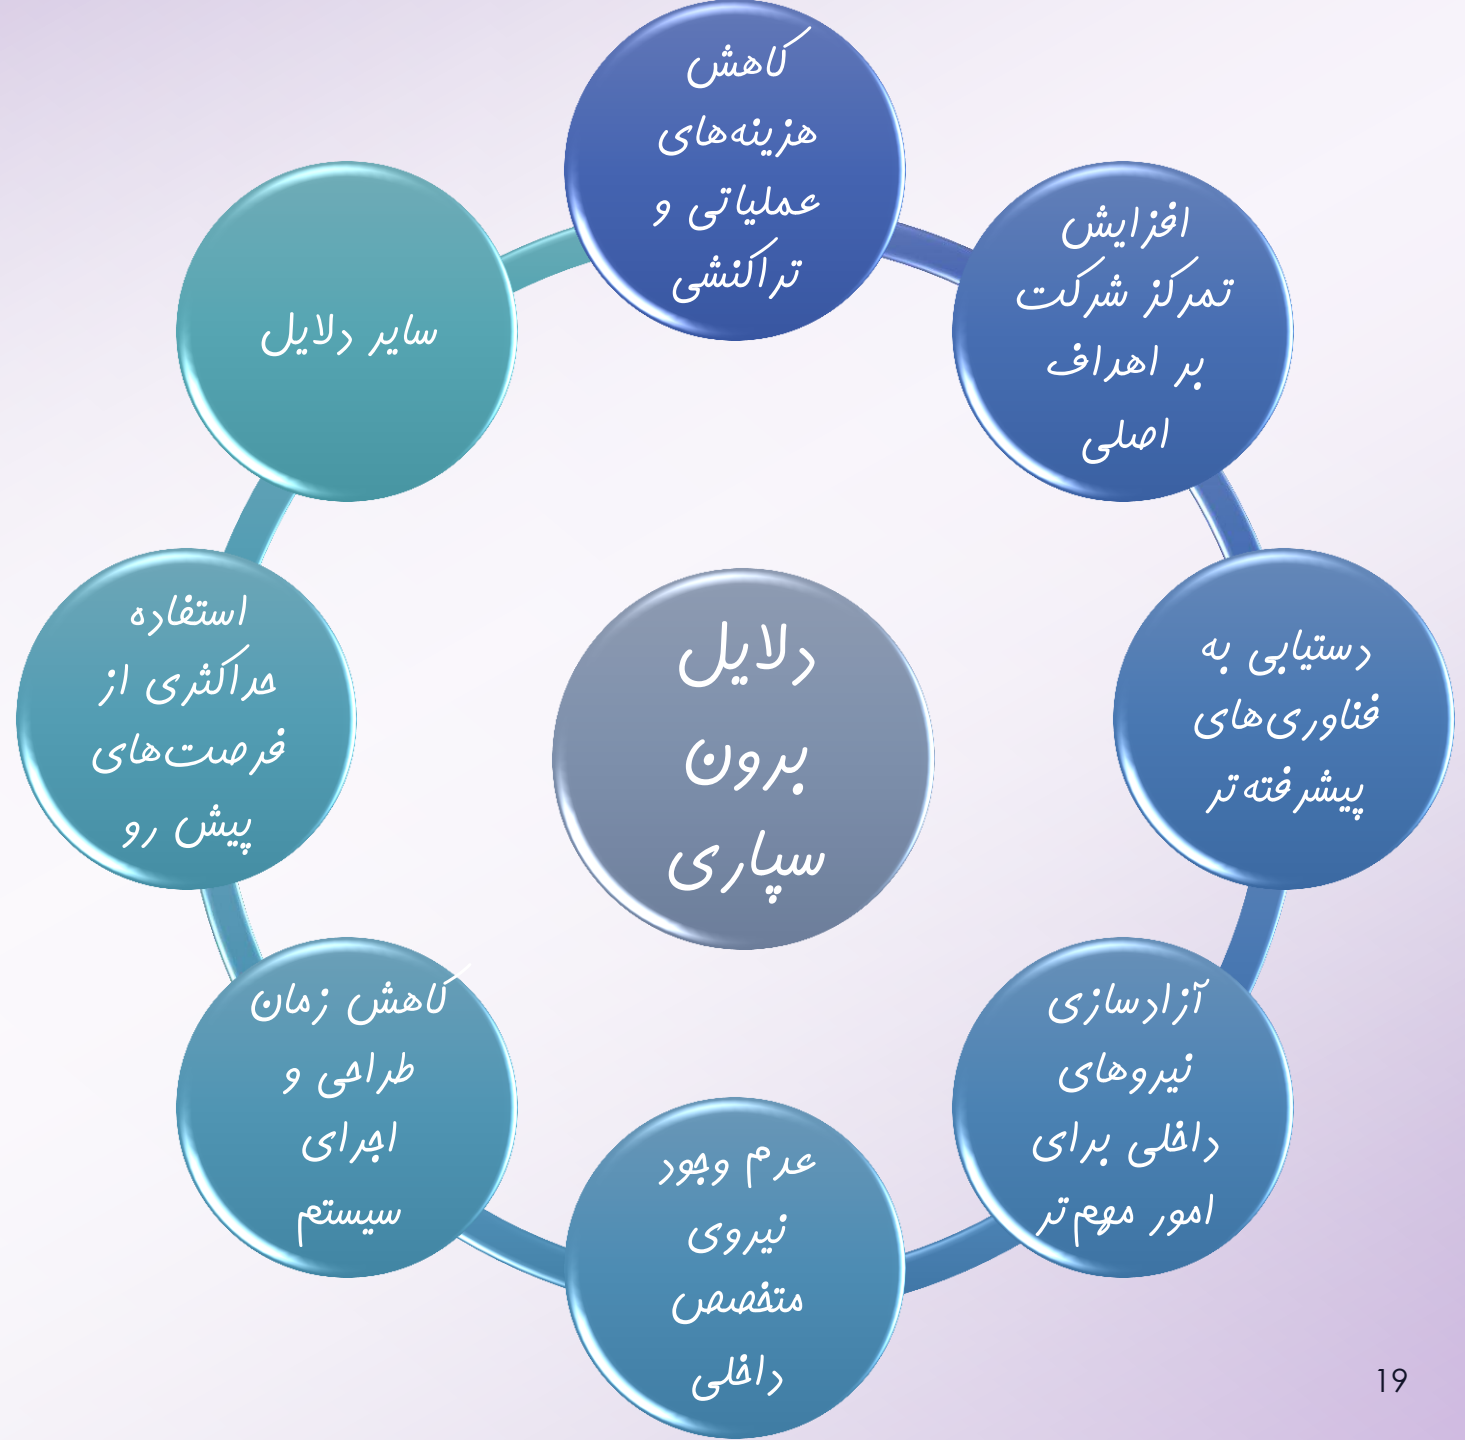 دلایل
برون
سپاری
کاهش
هزینه‌های
عملیاتی و
تراکنشی
افزایش
تمرکز شرکت
بر اهداف
اصلی
دستیابی به
فناوری‌های
پیشرفته تر
آزادسازی
نیروهای
داخلی برای
امور مهم‌تر
عدم وجود
نیروی
متخصص
داخلی
کاهش زمان
طراحی و
اجرای
سیستم
استفاده
حداکثری از
فرصت‌های
پیش رو
سایر دلایل
19